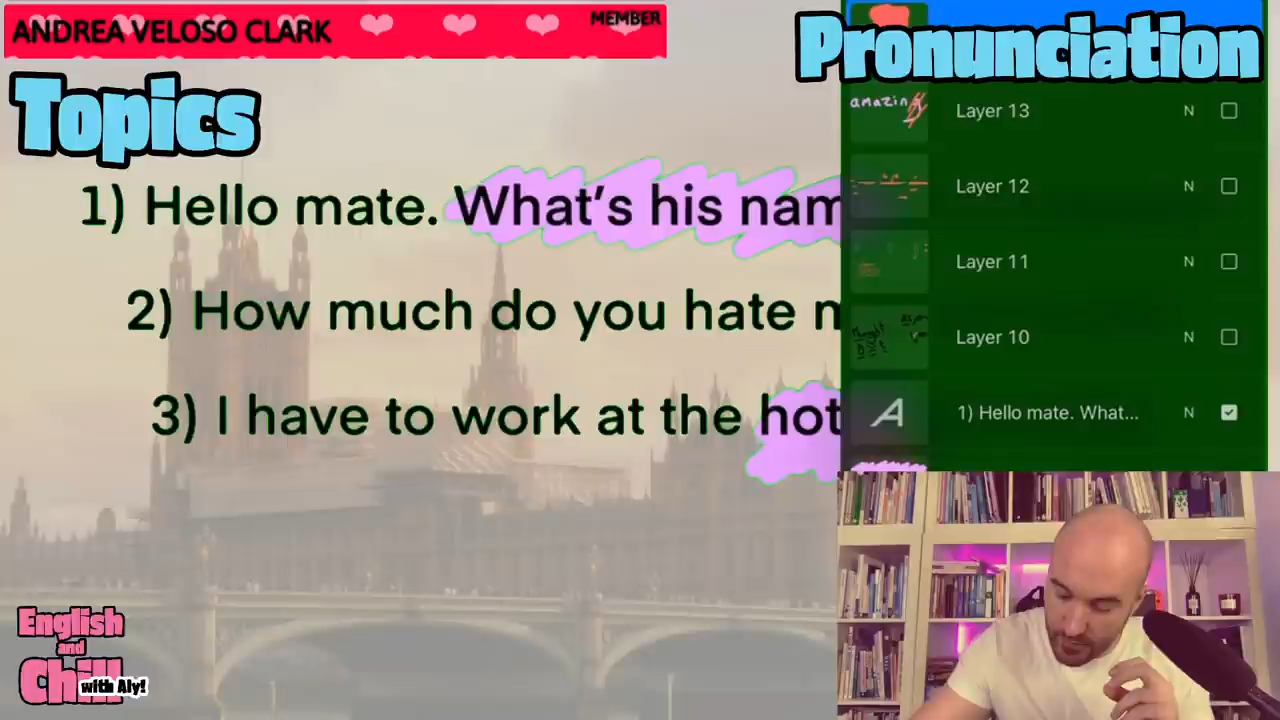 ANDREA VELOSO CLARK
MEMBER
Topics
Pronunciation
1) Hello mate. What's his nam
2) How much do you hate m
3) I have to work at the hot
amazing
Layer 13 N
Layer 12 N
Layer 11 N
Layer 10 N
A 1) Hello mate. What... N
English
and
Chill
with Aly!